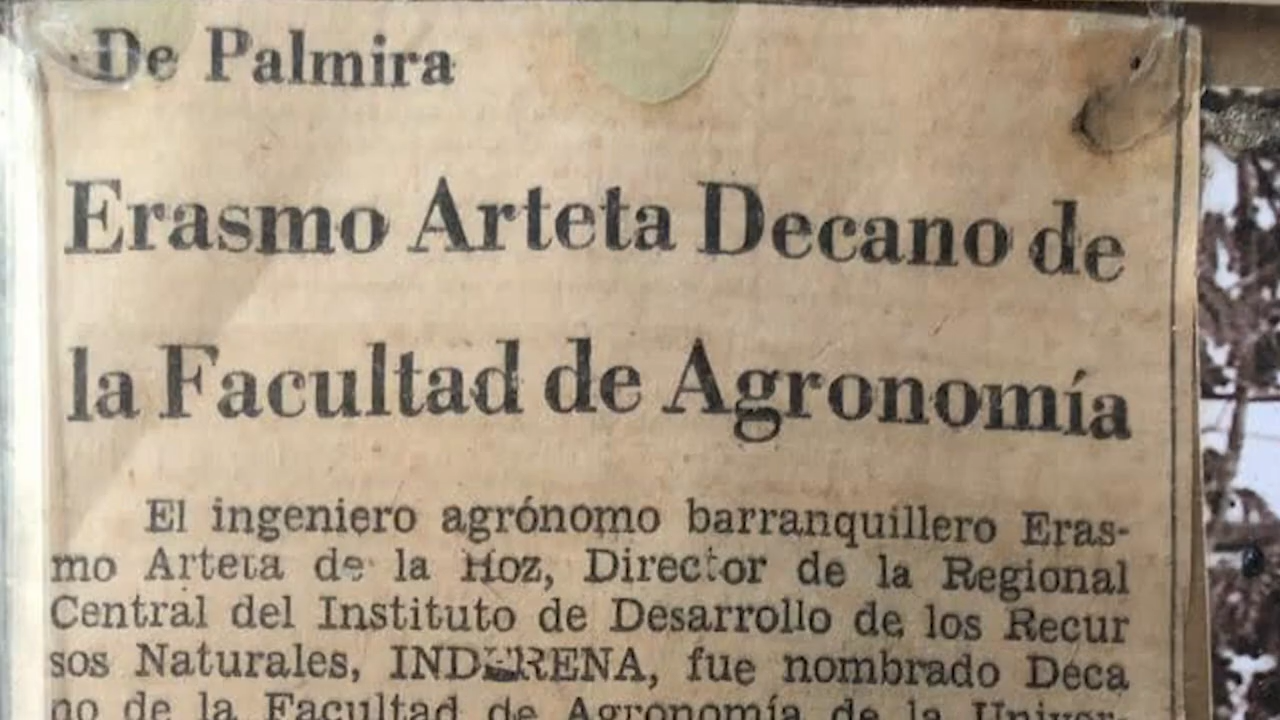 De Palmira
Erasmo Arteta Decano de
la Facultad de Agronomía
El ingeniero agrónomo barranquillero Eras-
mo Arteta de la Hoz, Director de la Regional
Central del Instituto de Desarrollo de los Recur
sos Naturales, INDERENA, fue nombrado Deca
no de la Facultad de Agronomía de la Univer-